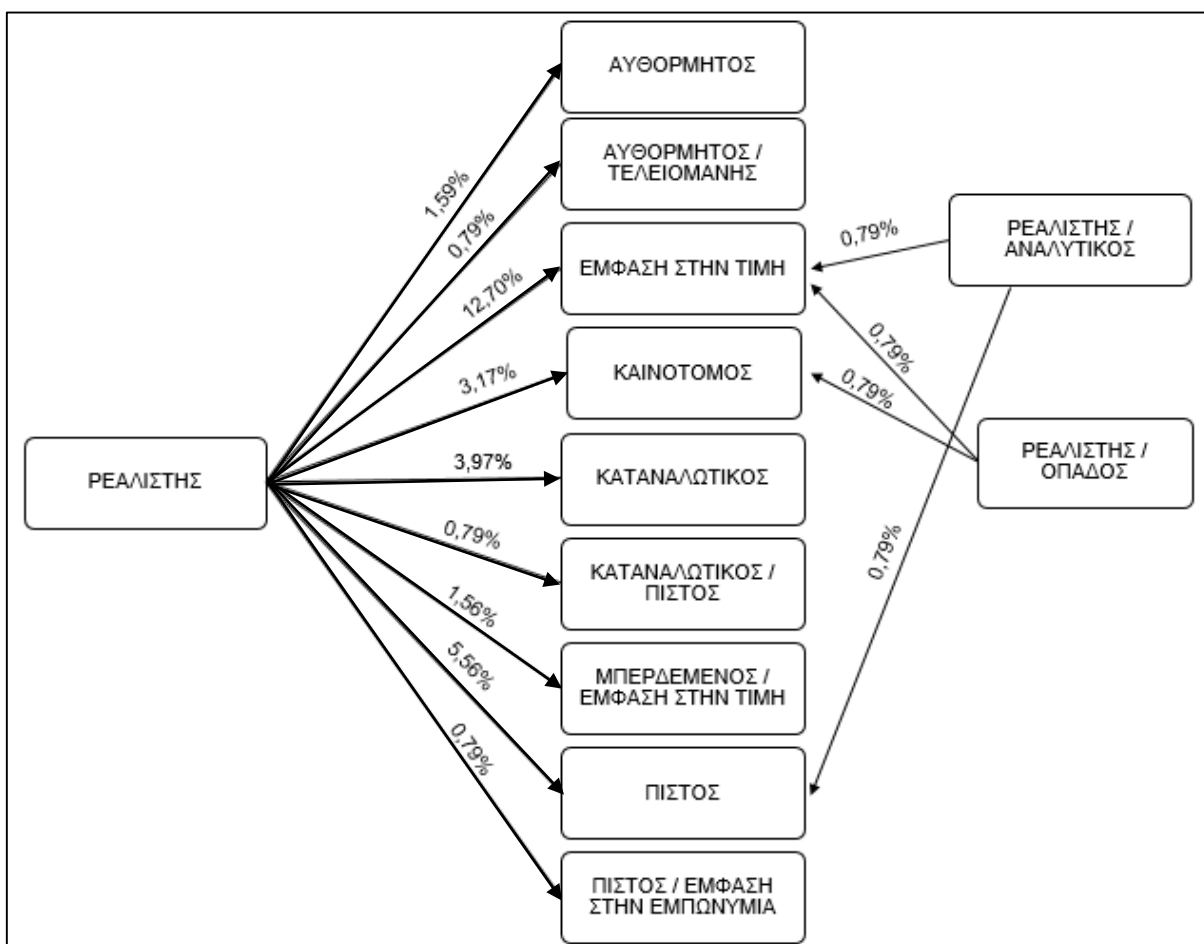 ΑΥΘΟΡΜΗΤΟΣ
1,59%
ΑΥΘΟΡΜΗΤΟΣ /
ΤΕΛΕΙΟΜΑΝΗΣ
0,79%
ΕΜΦΑΣΗ ΣΤΗΝ ΤΙΜΗ
12,70%
ΚΑΙΝΟΤΟΜΟΣ
3,17%
ΡΕΑΛΙΣΤΗΣ
3,97%
ΚΑΤΑΝΑΛΩΤΙΚΟΣ
0,79%
ΚΑΤΑΝΑΛΩΤΙΚΟΣ /
ΠΙΣΤΟΣ
1,56%
ΜΠΕΡΔΕΜΕΝΟΣ /
ΕΜΦΑΣΗ ΣΤΗΝ ΤΙΜΗ
5,56%
ΠΙΣΤΟΣ
0,79%
ΠΙΣΤΟΣ / ΕΜΦΑΣΗ
ΣΤΗΝ ΕΜΠΩΝΥΜΙΑ
ΡΕΑΛΙΣΤΗΣ /
ΑΝΑΛΥΤΙΚΟΣ
0,79%
0,79%
0,79%
ΡΕΑΛΙΣΤΗΣ /
ΟΠΑΔΟΣ
0,79%